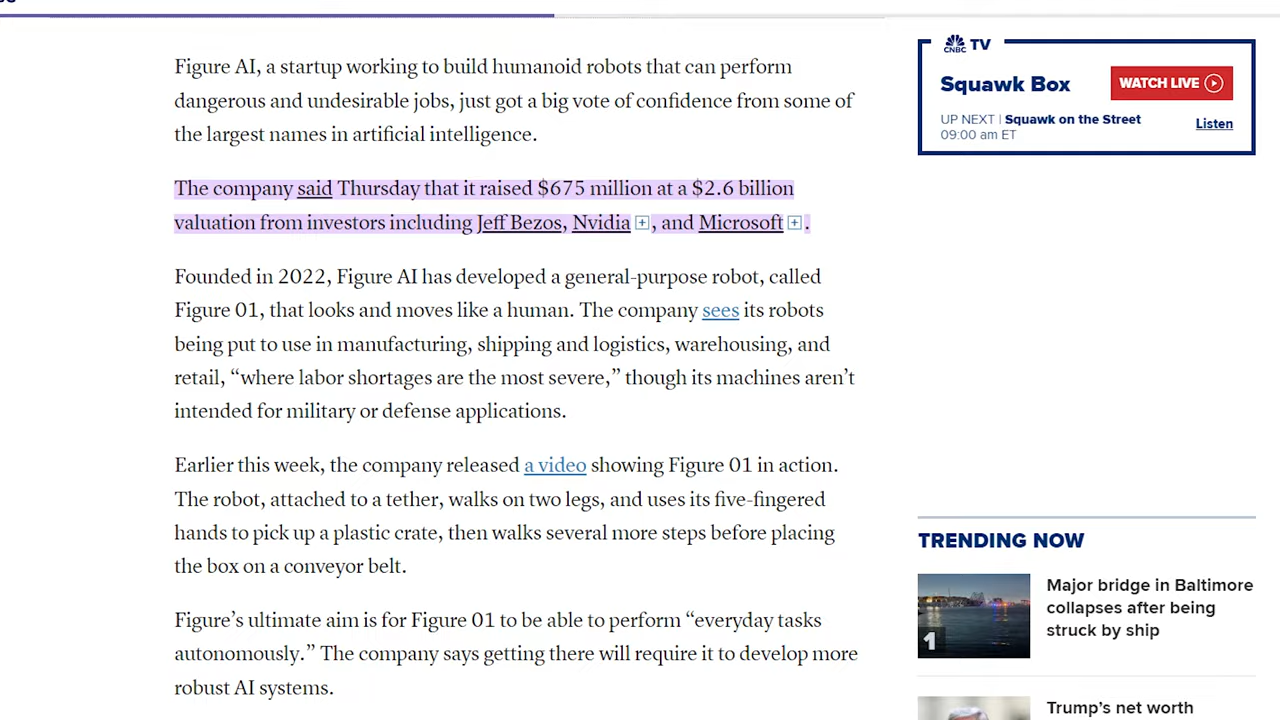 Figure AI, a startup working to build humanoid robots that can perform
dangerous and undesirable jobs, just got a big vote of confidence from some of
the largest names in artificial intelligence.
The company said Thursday that it raised $675 million at a $2.6 billion
valuation from investors including Jeff Bezos, Nvidia, and Microsoft.
Founded in 2022, Figure AI has developed a general-purpose robot, called
Figure 01, that looks and moves like a human. The company sees its robots
being put to use in manufacturing, shipping and logistics, warehousing, and
retail, “where labor shortages are the most severe,” though its machines aren’t
intended for military or defense applications.
Earlier this week, the company released a video showing Figure 01 in action.
The robot, attached to a tether, walks on two legs, and uses its five-fingered
hands to pick up a plastic crate, then walks several more steps before placing
the box on a conveyor belt.
Figure’s ultimate aim is for Figure 01 to be able to perform “everyday tasks
autonomously.” The company says getting there will require it to develop more
robust AI systems.
CNBC TV
Squawk Box
WATCH LIVE
UP NEXT | Squawk on the Street
09:00 am ET
Listen
TRENDING NOW
1
Major bridge in Baltimore
collapses after being
struck by ship
Trump’s net worth